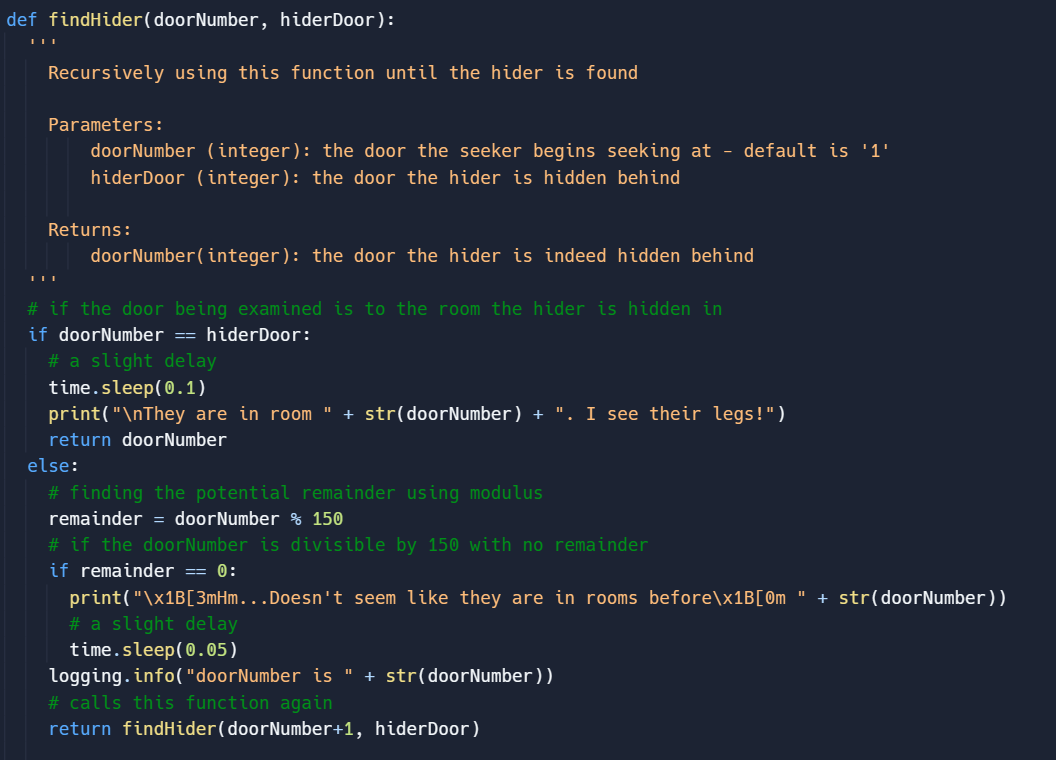 def findHider(doorNumber, hiderDoor):
  '''
    Recursively using this function until the hider is found

    Parameters:
        doorNumber (integer): the door the seeker begins seeking at - default is '1'
        hiderDoor (integer): the door the hider is hidden behind

    Returns:
        doorNumber(integer): the door the hider is indeed hidden behind
  '''
  # if the door being examined is to the room the hider is hidden in
  if doorNumber == hiderDoor:
    # a slight delay
    time.sleep(0.1)
    print("\nThey are in room " + str(doorNumber) + ". I see their legs!")
    return doorNumber
  else:
    # finding the potential remainder using modulus
    remainder = doorNumber % 150
    # if the doorNumber is divisible by 150 with no remainder
    if remainder == 0:
      print("\x1B[3mHm...Doesn't seem like they are in rooms before\x1B[0m " + str(doorNumber))
      # a slight delay
      time.sleep(0.05)
    logging.info("doorNumber is " + str(doorNumber))
    # calls this function again
    return findHider(doorNumber+1, hiderDoor)